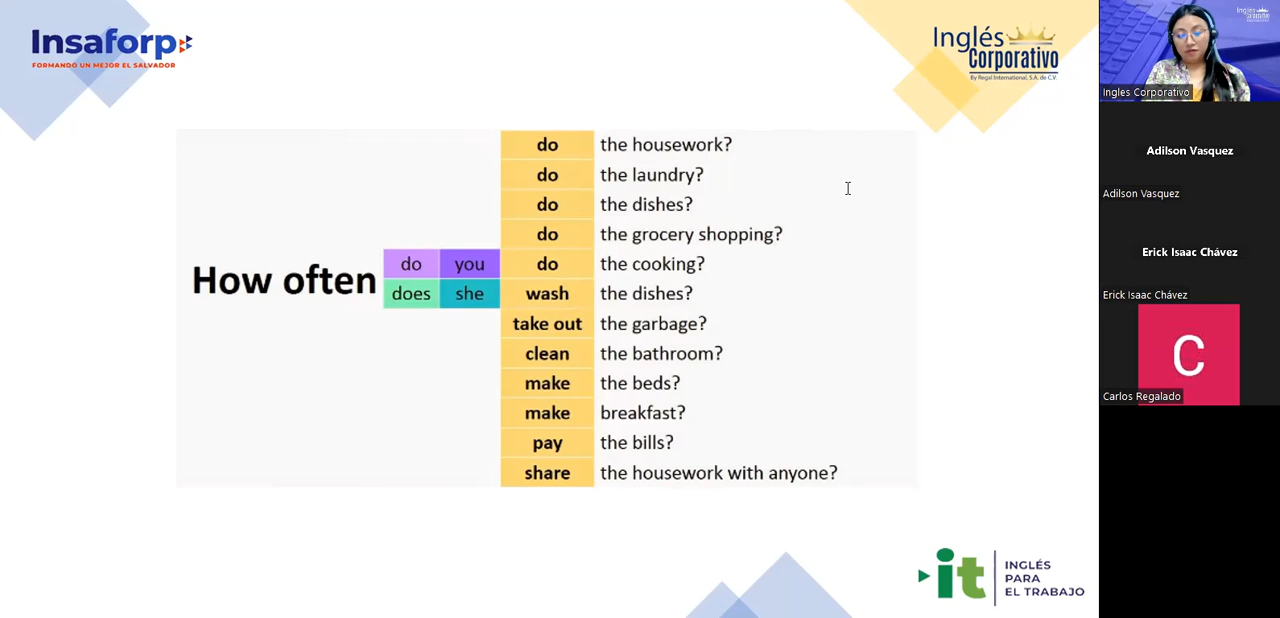 Insaforp
FORMANDO UN MEJOR EL SALVADOR
Inglés
Corporativo
By Regal International, S.A. de C.V.
How often
do you
does she
do the housework?
do the laundry?
do the dishes?
do the grocery shopping?
do the cooking?
wash the dishes?
take out the garbage?
clean the bathroom?
make the beds?
make breakfast?
pay the bills?
share the housework with anyone?
it
INGLÉS
PARA
EL TRABAJO
Inglés
Ingles Corporativo
Adilson Vasquez
Adilson Vasquez
Erick Isaac Chávez
Erick Isaac Chávez
C
Carlos Regalado